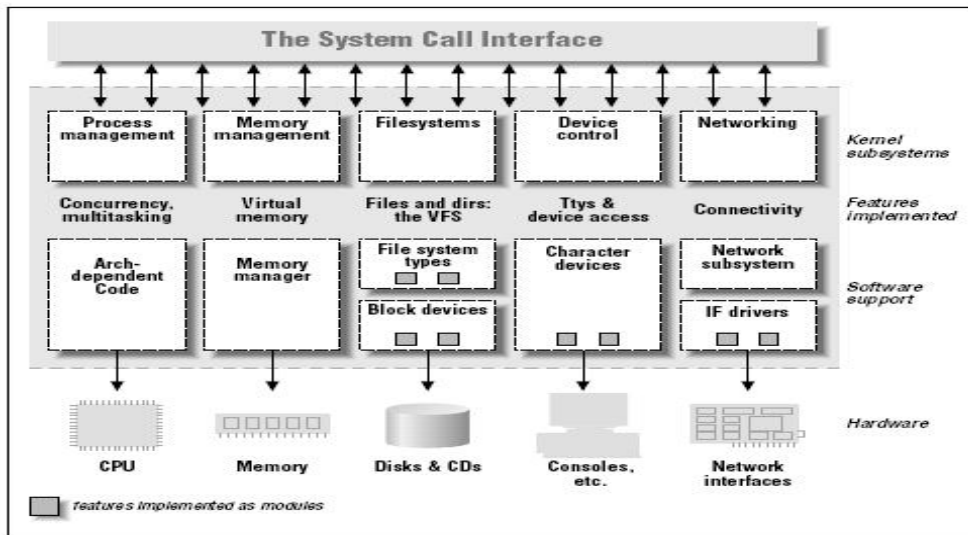 The System Call Interface
Process
management
Memory
management
Filesystems
Device
control
Networking
Kernel
subsystems
Concurrency,
multitasking
Virtual
memory
Files and dirs:
the VFS
Ttys &
device access
Connectivity
Features
implemented
Arch-
dependent
Code
Memory
manager
File system
types
Block devices
Character
devices
Network
subsystem
IF drivers
Software
support
CPU
Memory
Disks & CDs
Consoles,
etc.
Network
interfaces
Hardware
features implemented as modules